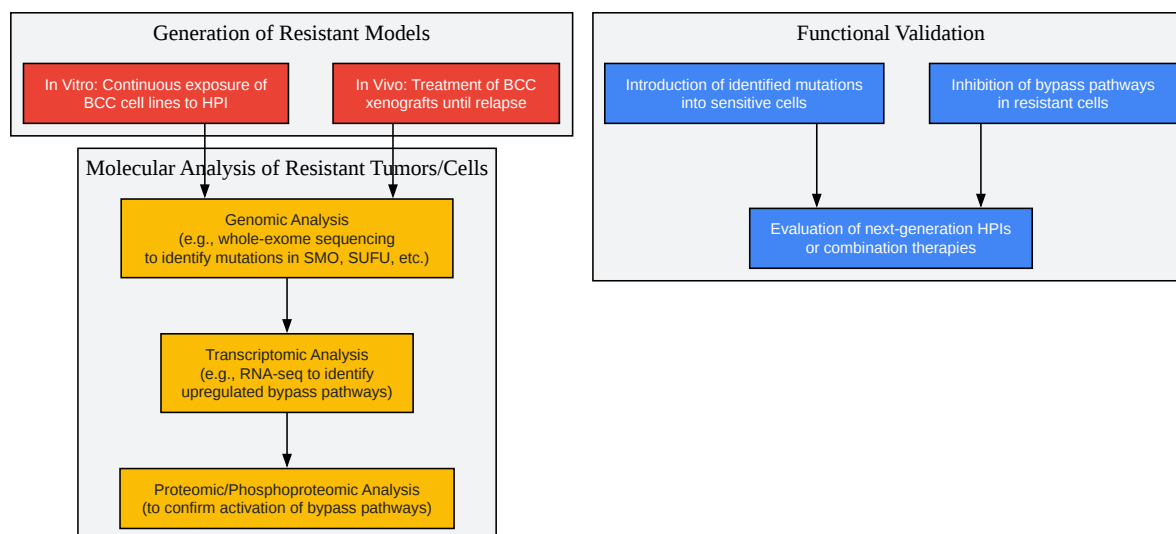 Generation of Resistant Models
In Vitro: Continuous exposure of
BCC cell lines to HPI
In Vivo: Treatment of BCC
xenografts until relapse
Molecular Analysis of Resistant Tumors/Cells
Genomic Analysis
(e.g., whole-exome sequencing
to identify mutations in SMO, SUFU, etc.)
Transcriptomic Analysis
(e.g., RNA-seq to identify
upregulated bypass pathways)
Proteomic/Phosphoproteomic Analysis
(to confirm activation of bypass pathways)
Functional Validation
Introduction of identified mutations
into sensitive cells
Inhibition of bypass pathways
in resistant cells
Evaluation of next-generation HPIs
or combination therapies